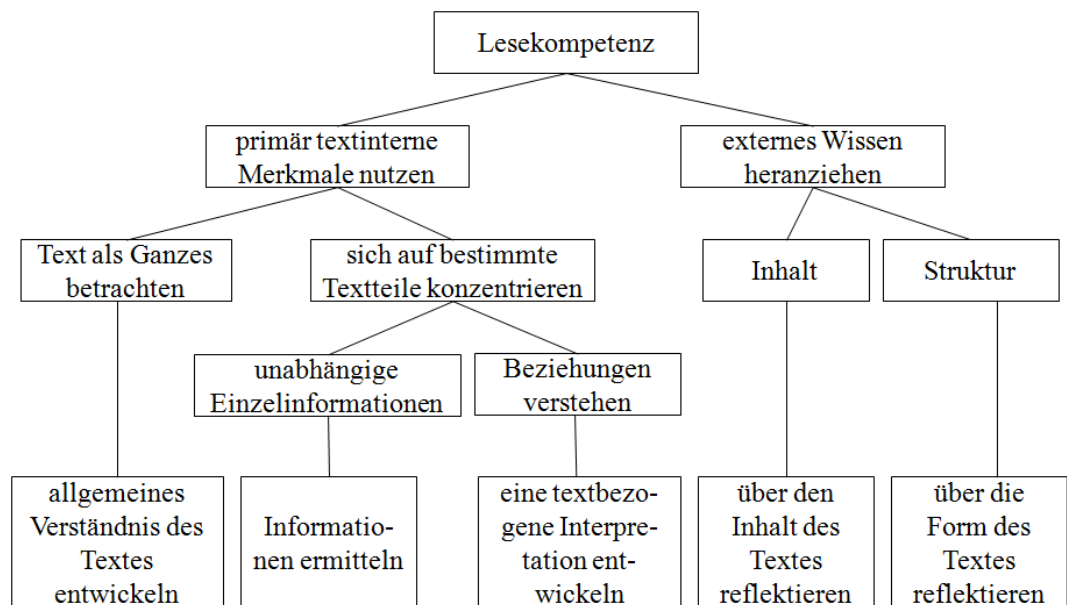 Lesekompetenz
primär textinterne
Merkmale nutzen
externes Wissen
heranziehen
Text als Ganzes
betrachten
sich auf bestimmte
Textteile konzentrieren
Inhalt
Struktur
unabhängige
Einzelinformationen
Beziehungen
verstehen
allgemeines
Verständnis des
Textes
entwickeln
Informatio-
nen ermitteln
eine textbezo-
gene Interpre-
tation ent-
wickeln
über den
Inhalt des
Textes
reflektieren
über die
Form des
Textes
reflektieren